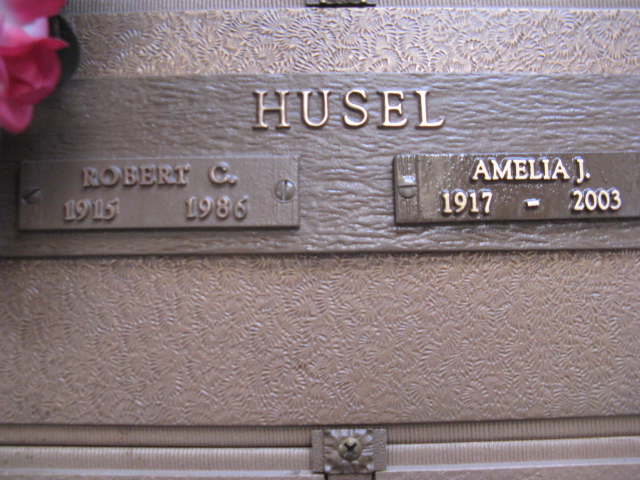 HUSEL
ROBERT C.
1915 1986
AMELIA J.
1917 - 2003